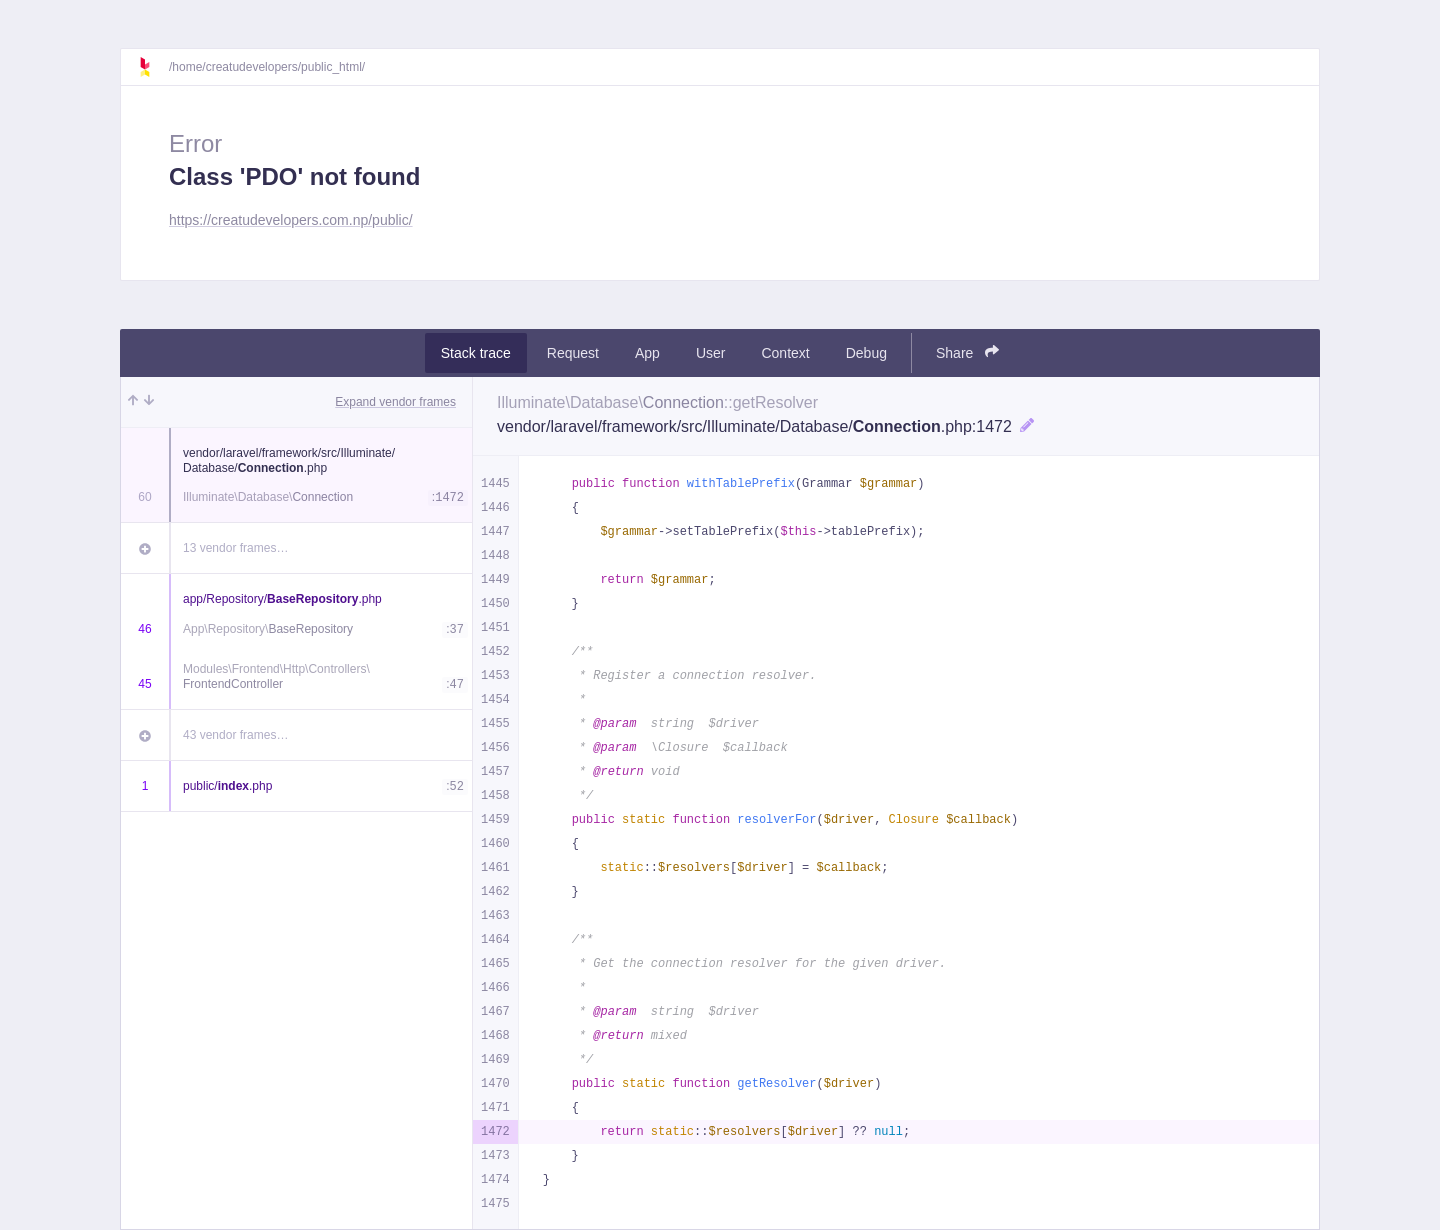 /home/creatudevelopers/public_html/
Error
Class 'PDO' not found
https://creatudevelopers.com.np/public/
Stack trace Request App User Context Debug Share
Expand vendor frames
vendor/laravel/framework/src/Illuminate/
Database/Connection.php
60 Illuminate\Database\Connection :1472
13 vendor frames…
app/Repository/BaseRepository.php
46 App\Repository\BaseRepository :37
Modules\Frontend\Http\Controllers\
45 FrontendController :47
43 vendor frames…
1 public/index.php :52
Illuminate\Database\Connection::getResolver
vendor/laravel/framework/src/Illuminate/Database/Connection.php:1472
1445     public function withTablePrefix(Grammar $grammar)
1446     {
1447         $grammar->setTablePrefix($this->tablePrefix);
1448
1449         return $grammar;
1450     }
1451
1452     /**
1453      * Register a connection resolver.
1454      *
1455      * @param  string  $driver
1456      * @param  \Closure  $callback
1457      * @return void
1458      */
1459     public static function resolverFor($driver, Closure $callback)
1460     {
1461         static::$resolvers[$driver] = $callback;
1462     }
1463
1464     /**
1465      * Get the connection resolver for the given driver.
1466      *
1467      * @param  string  $driver
1468      * @return mixed
1469      */
1470     public static function getResolver($driver)
1471     {
1472         return static::$resolvers[$driver] ?? null;
1473     }
1474 }
1475